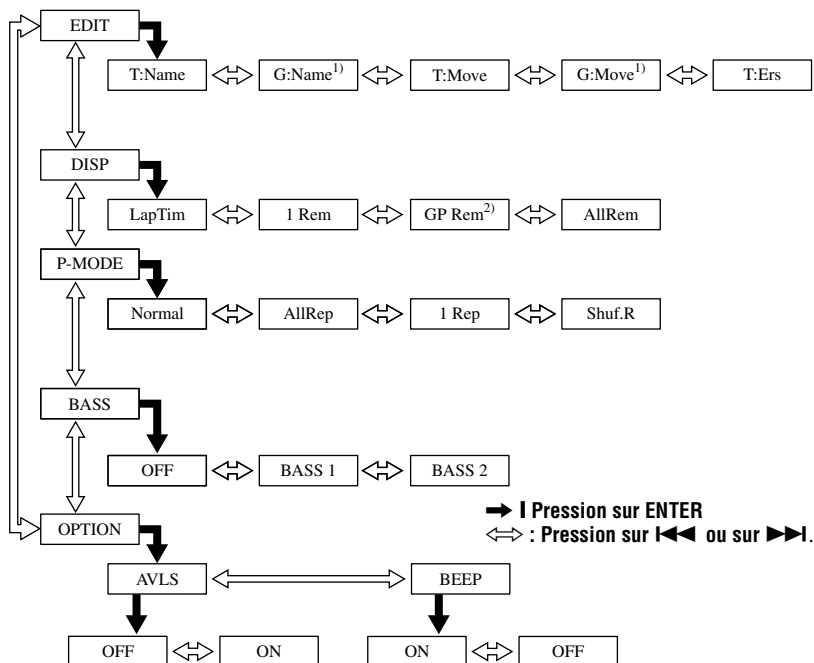 EDIT
T:Name G:Name1) T:Move G:Move1) T:Ers
DISP
LapTim 1 Rem GP Rem2) AllRem
P-MODE
Normal AllRep 1 Rep Shuf.R
BASS
OFF BASS 1 BASS 2
OPTION
➡ I Pression sur ENTER
⇔ : Pression sur I◀◀ ou sur ▶▶I.
AVLS BEEP
OFF ON ON OFF